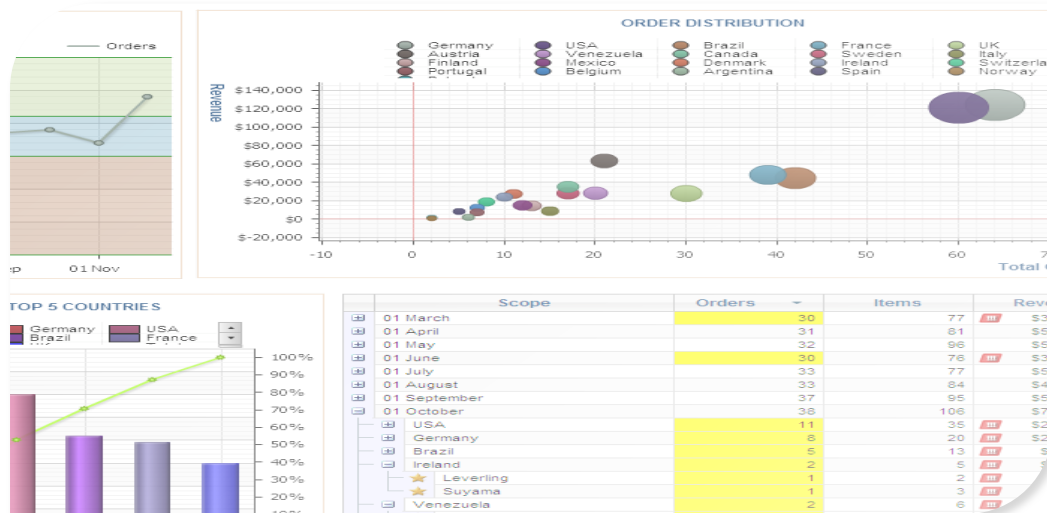 Orders
01 Nov
ORDER DISTRIBUTION
Germany USA Brazil France UK
Austria Venezuela Canada Sweden Italy
Finland Mexico Denmark Ireland
Portugal Belgium Argentina Spain Norway
Revenue
$140,000
$120,000
$100,000
$80,000
$60,000
$40,000
$20,000
$0
$-20,000
-10 0 10 20 30 40 50 60
Total
TOP 5 COUNTRIES
Germany USA
Brazil France
100%
90%
80%
70%
60%
50%
40%
30%
20%
Scope Orders Items
01 March 30 77
01 April 31 81
01 May 32 96
01 June 30 76
01 July 33 77
01 August 33 84
01 September 37 95
01 October 38 106
USA 11 35
Germany 8 20
Brazil 5 13
Ireland 2 5
Leverling 1 2
Suyama 1 3
Venezuela 2 6